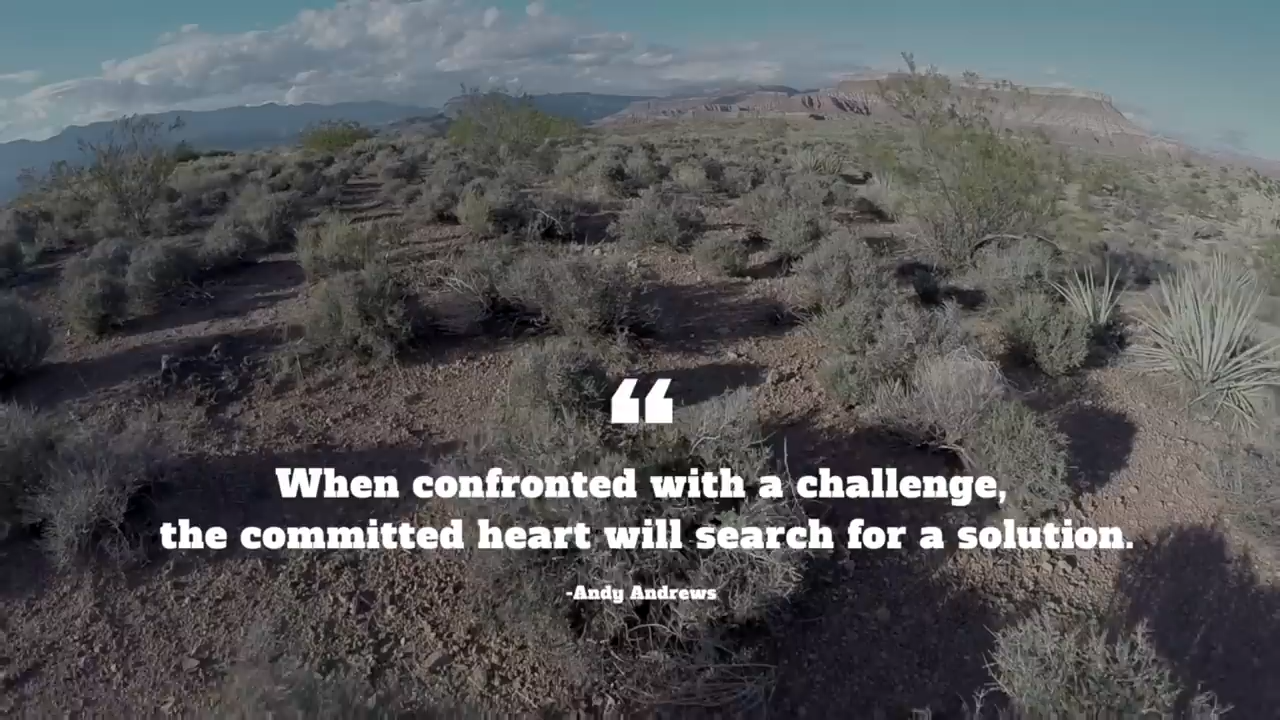 ❝
When confronted with a challenge,
the committed heart will search for a solution.
-Andy Andrews